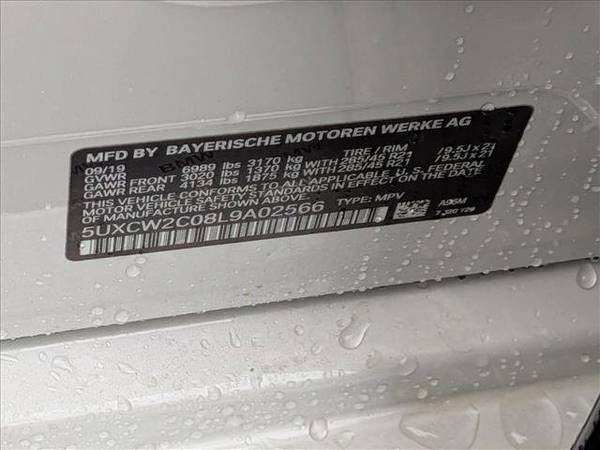 MFD BY BAYERISCHE MOTOREN WERKE AG
09/19 TIRE / RIM
GVWR 6989 lbs 3170 kg
GAWR FRONT 3020 lbs 1370 kg WITH 285/45 R21 /9.5J x 21
GAWR REAR 4134 lbs 1875 kg WITH 285/45 R21 /9.5J x 21
THIS VEHICLE CONFORMS TO ALL APPLICABLE U.S. FEDERAL
MOTOR VEHICLE SAFETY STANDARDS IN EFFECT ON THE DATE
OF MANUFACTURE SHOWN ABOVE.
5UXCW2C08L9A02566 TYPE: MPV
A96M